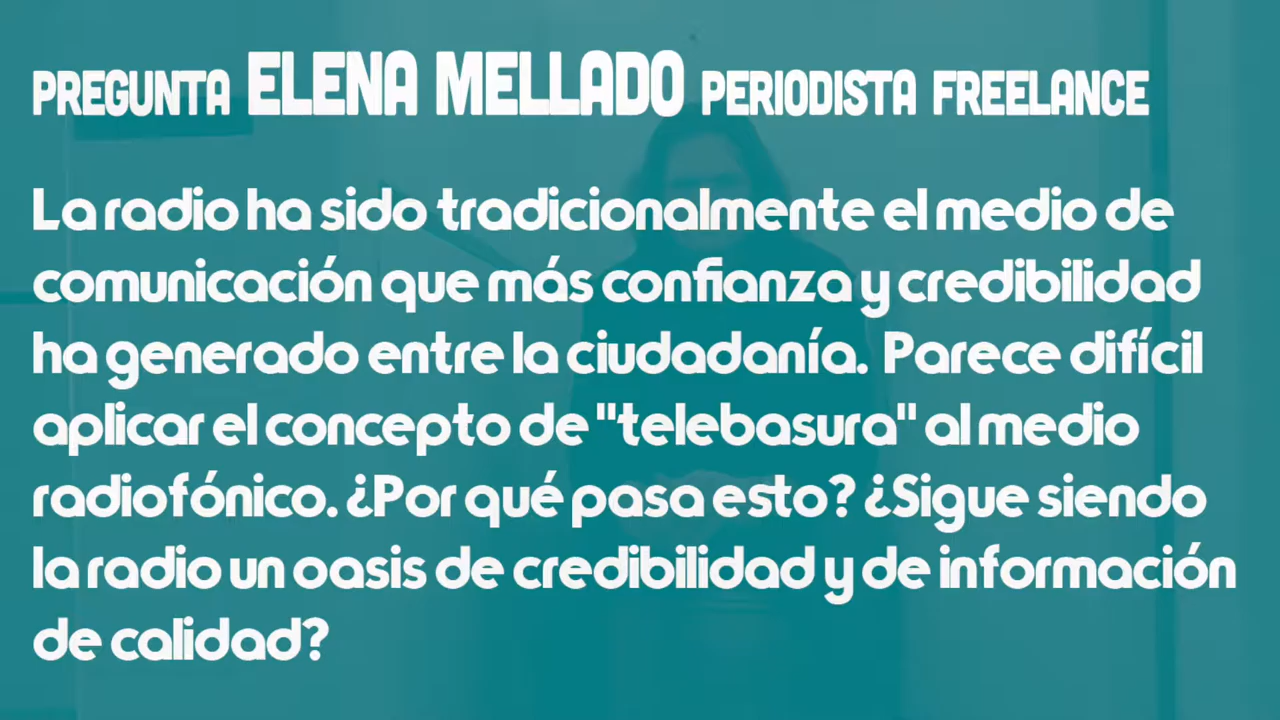 PREGUNTA ELENA MELLADO PERIODISTA FREELANCE
La radio ha sido tradicionalmente el medio de
comunicación que más confianza y credibilidad
ha generado entre la ciudadanía. Parece difícil
aplicar el concepto de "telebasura" al medio
radiofónico. ¿Por qué pasa esto? ¿Sigue siendo
la radio un oasis de credibilidad y de información
de calidad?